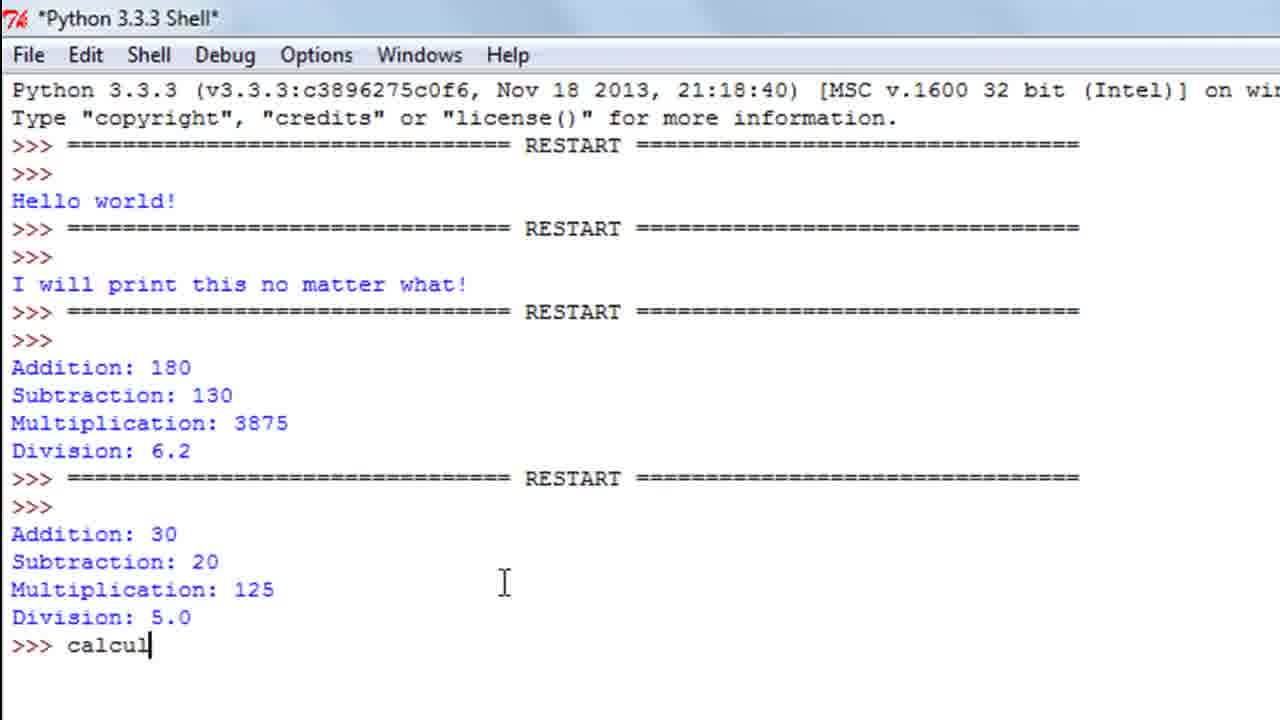 *Python 3.3.3 Shell*
File Edit Shell Debug Options Windows Help
Python 3.3.3 (v3.3.3:c3896275c0f6, Nov 18 2013, 21:18:40) [MSC v.1600 32 bit (Intel)] on
Type "copyright", "credits" or "license()" for more information.
>>> ================================ RESTART ================================
>>>
Hello world!
>>> ================================ RESTART ================================
>>>
I will print this no matter what!
>>> ================================ RESTART ================================
>>>
Addition: 180
Subtraction: 130
Multiplication: 3875
Division: 6.2
>>> ================================ RESTART ================================
>>>
Addition: 30
Subtraction: 20
Multiplication: 125
Division: 5.0
>>> calcul